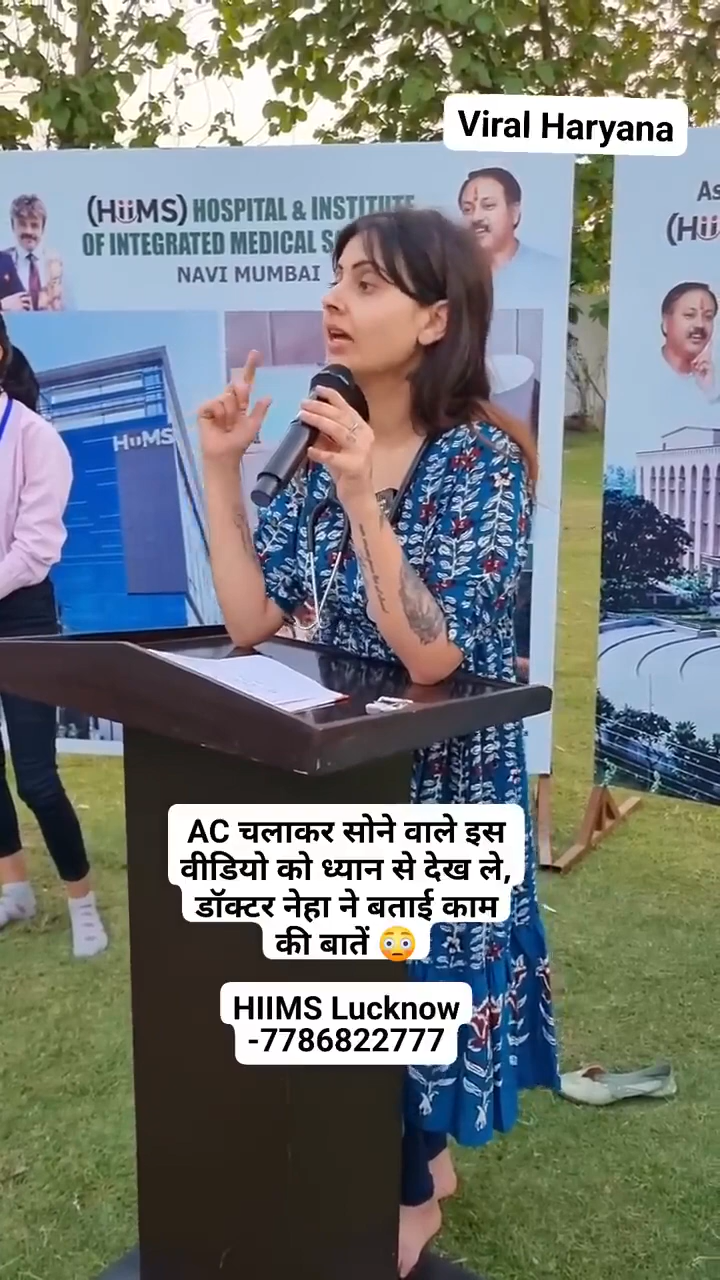 Viral Haryana
(HiiMS) HOSPITAL & INSTITUTE
OF INTEGRATED MEDICAL
NAVI MUMBAI
(Hii
HiiMS
AC चलाकर सोने वाले इस
वीडियो को ध्यान से देख ले,
डॉक्टर नेहा ने बताई काम
की बातें 😳
HIIMS Lucknow
-7786822777